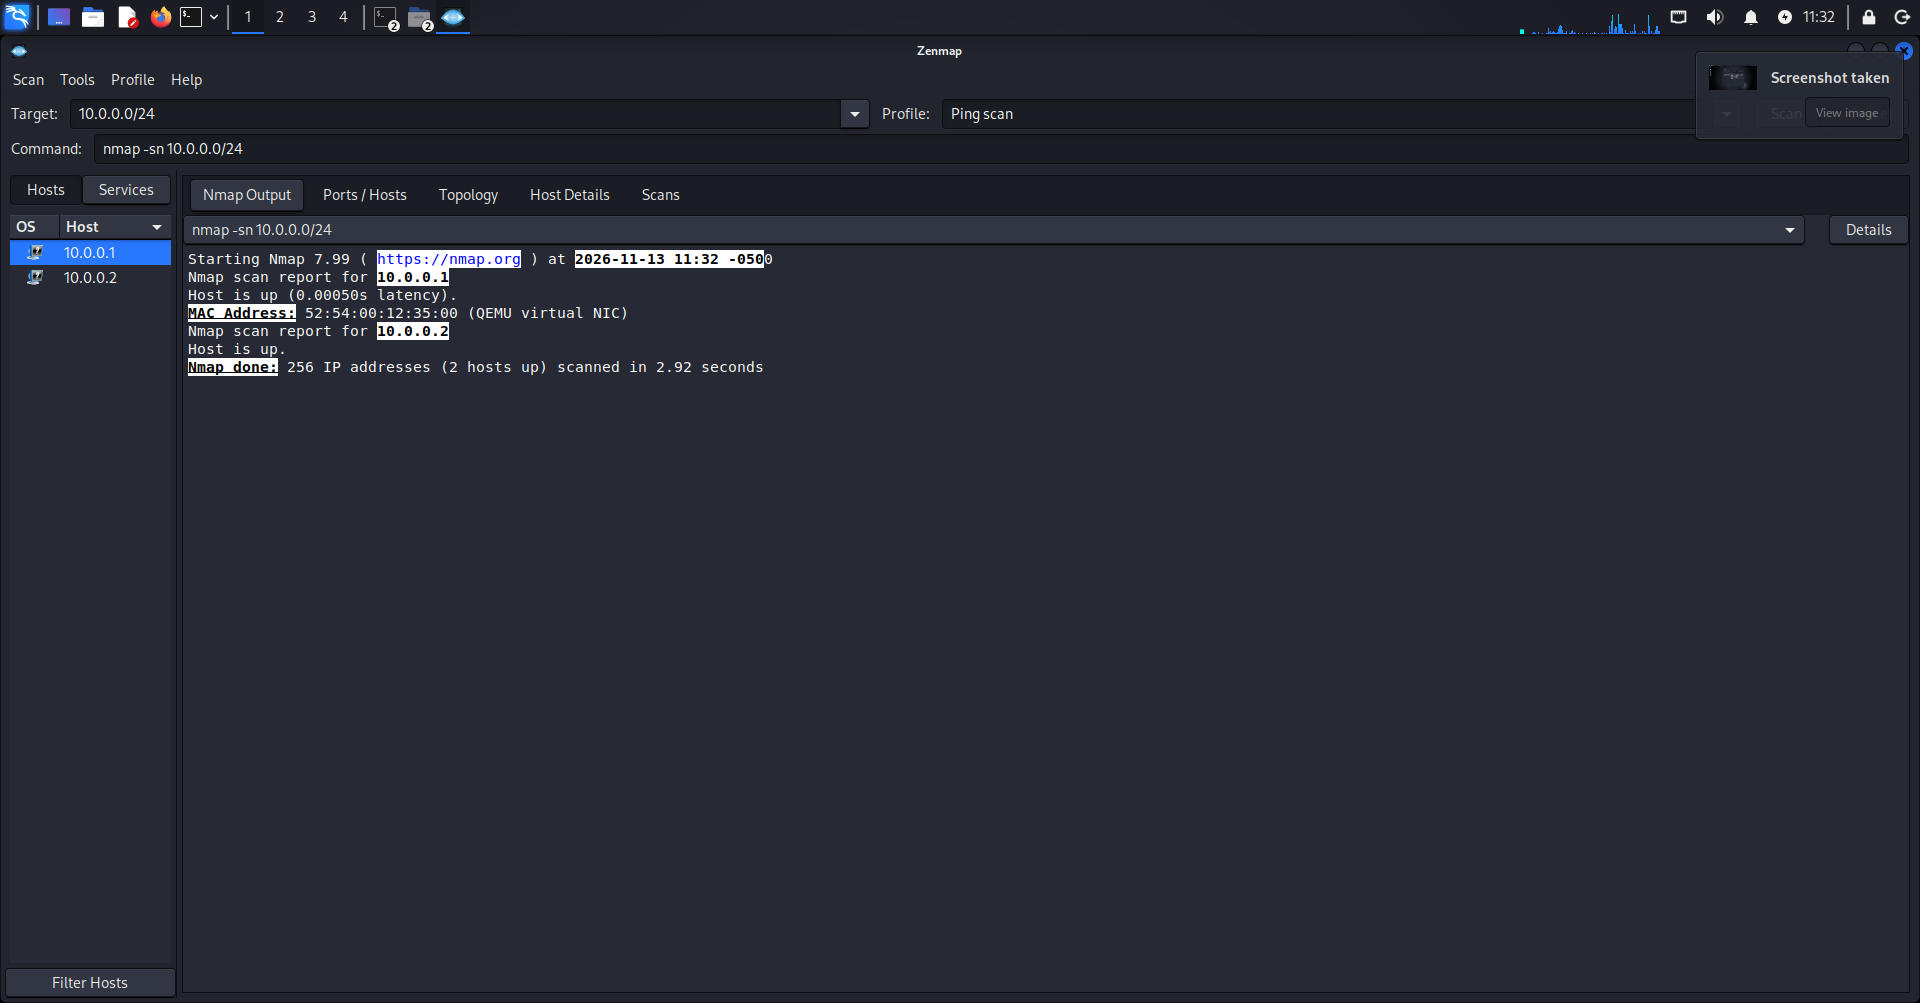 1 2 3 4 2 2 11:32
Zenmap
Screenshot taken
View image
Scan Tools Profile Help
Target: 10.0.0.0/24 Profile: Ping scan Scan
Command: nmap -sn 10.0.0.0/24
Hosts Services
OS Host
10.0.0.1
10.0.0.2
Filter Hosts
Nmap Output Ports / Hosts Topology Host Details Scans
nmap -sn 10.0.0.0/24 Details
Starting Nmap 7.99 ( https://nmap.org ) at 2026-11-13 11:32 -0500
Nmap scan report for 10.0.0.1
Host is up (0.00050s latency).
MAC Address: 52:54:00:12:35:00 (QEMU virtual NIC)
Nmap scan report for 10.0.0.2
Host is up.
Nmap done: 256 IP addresses (2 hosts up) scanned in 2.92 seconds